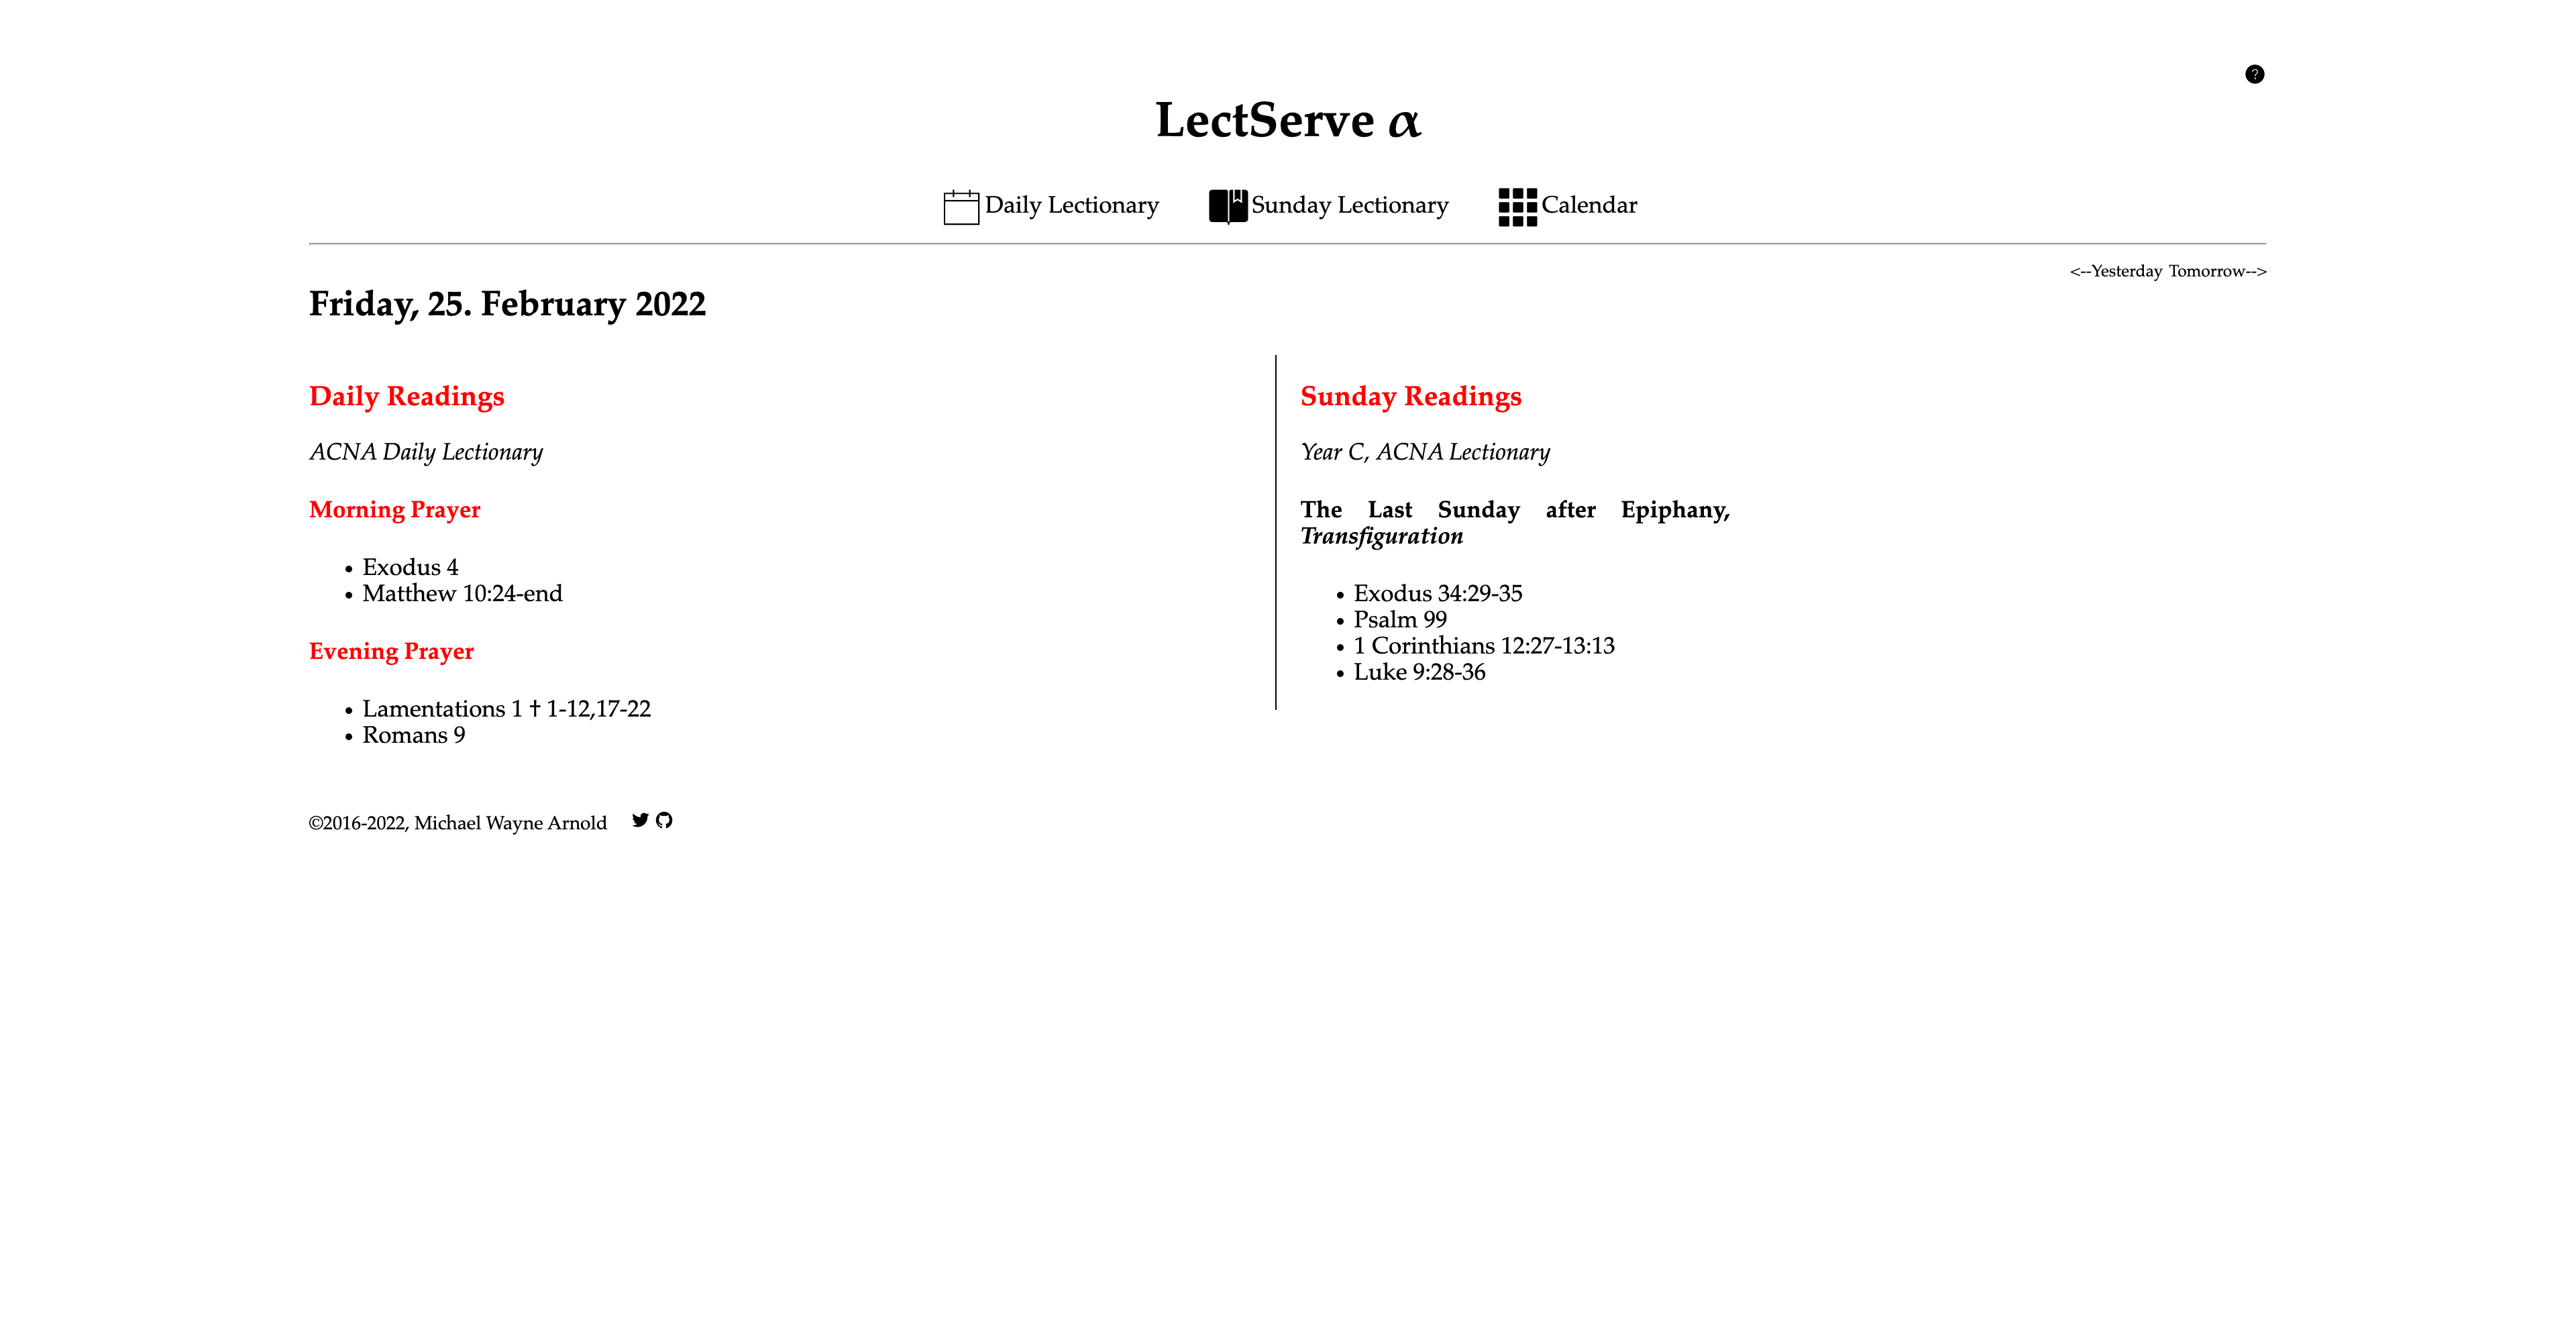 LectServe α
Daily Lectionary
Sunday Lectionary
Calendar
<--Yesterday Tomorrow-->
Friday, 25. February 2022
Daily Readings
ACNA Daily Lectionary
Morning Prayer
• Exodus 4
• Matthew 10:24-end
Evening Prayer
• Lamentations 1 † 1-12,17-22
• Romans 9
Sunday Readings
Year C, ACNA Lectionary
The Last Sunday after Epiphany,
Transfiguration
• Exodus 34:29-35
• Psalm 99
• 1 Corinthians 12:27-13:13
• Luke 9:28-36
©2016-2022, Michael Wayne Arnold